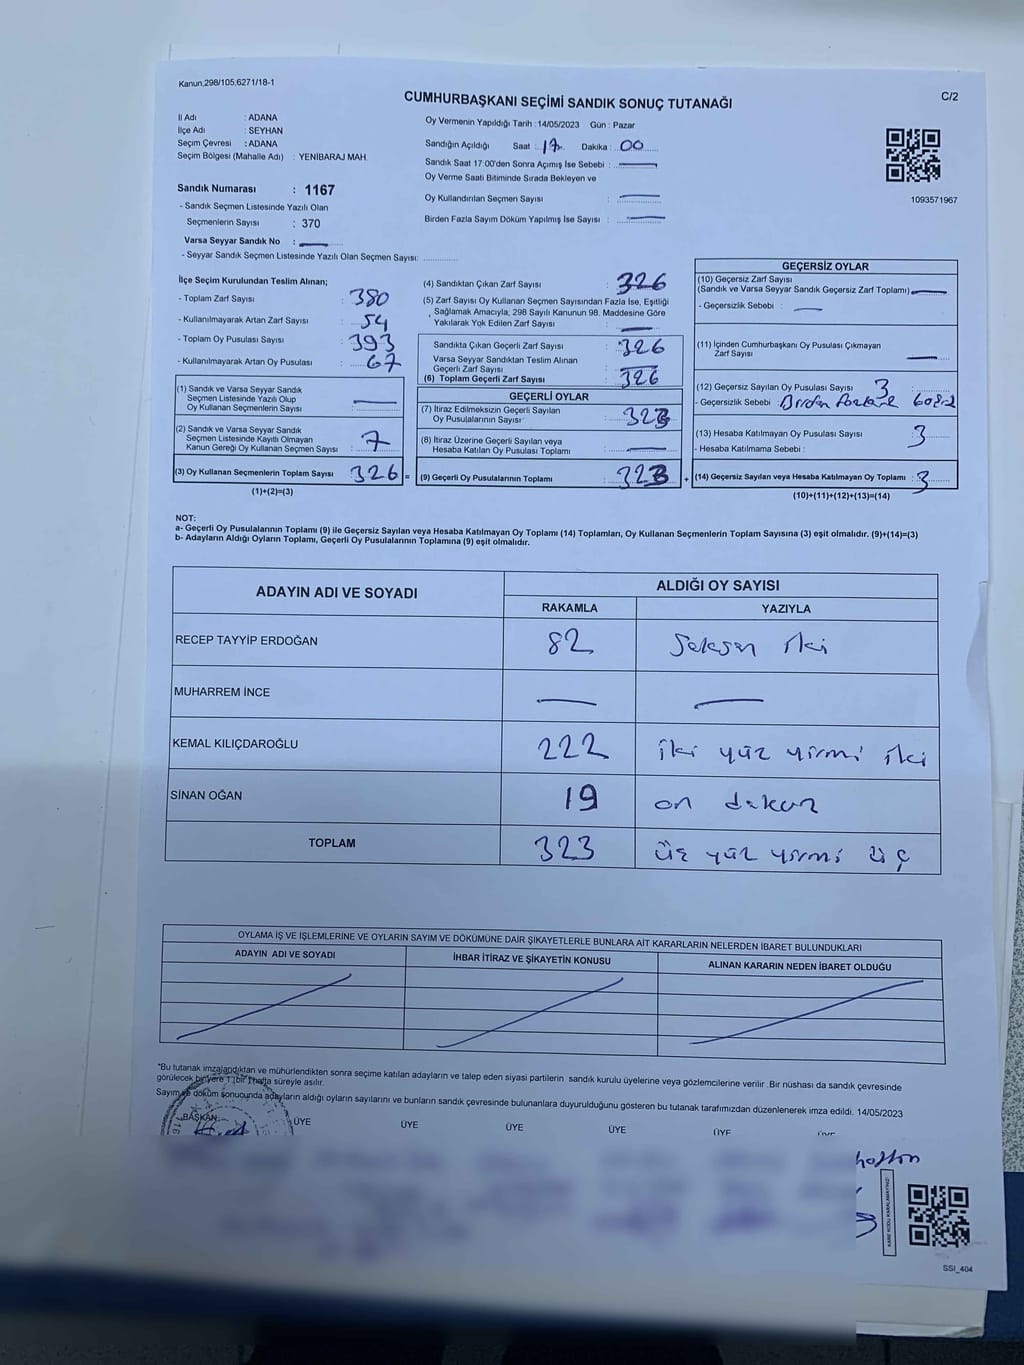 Kanun;298/105;6271/18-1
C/2
CUMHURBAŞKANI SEÇİMİ SANDIK SONUÇ TUTANAĞI
İl Adı : ADANA
İlçe Adı : SEYHAN
Seçim Çevresi : ADANA
Seçim Bölgesi (Mahalle Adı) : YENİBARAJ MAH.
Sandık Numarası : 1167
- Sandık Seçmen Listesinde Yazılı Olan
Seçmenlerin Sayısı : 370
Varsa Seyyar Sandık No :
- Seyyar Sandık Seçmen Listesinde Yazılı Olan Seçmen Sayısı:
Oy Vermenin Yapıldığı Tarih : 14/05/2023 Gün : Pazar
Sandığın Açıldığı Saat : 17 Dakika : 00
Sandık Saat 17:00'den Sonra Açımış İse Sebebi :
Oy Verme Saati Bitiminde Sırada Bekleyen ve
Oy Kullandırılan Seçmen Sayısı :
Birden Fazla Sayım Döküm Yapılmış İse Sayısı :
1093571967
İlçe Seçim Kurulundan Teslim Alınan;
- Toplam Zarf Sayısı : 380
- Kullanılmayarak Artan Zarf Sayısı : 54
- Toplam Oy Pusulası Sayısı : 393
- Kullanılmayarak Artan Oy Pusulası : 67
(1) Sandık ve Varsa Seyyar Sandık
Seçmen Listesinde Yazılı Olup
Oy Kullanan Seçmenlerin Sayısı :
(2) Sandık ve Varsa Seyyar Sandık
Seçmen Listesinde Kayıtlı Olmayan
Kanun Gereği Oy Kullanan Seçmen Sayısı : 7
(3) Oy Kullanan Seçmenlerin Toplam Sayısı : 326 =
(1)+(2)=(3)
(4) Sandıktan Çıkan Zarf Sayısı : 326
(5) Zarf Sayısı Oy Kullanan Seçmen Sayısından Fazla İse, Eşitliği
Sağlamak Amacıyla, 298 Sayılı Kanunun 98. Maddesine Göre
Yakılarak Yok Edilen Zarf Sayısı :
Sandıkta Çıkan Geçerli Zarf Sayısı : 326
Varsa Seyyar Sandıktan Teslim Alınan
Geçerli Zarf Sayısı :
(6) Toplam Geçerli Zarf Sayısı : 326
GEÇERLİ OYLAR
(7) İtiraz Edilmeksizin Geçerli Sayılan
Oy Pusulalarının Sayısı : 323
(8) İtiraz Üzerine Geçerli Sayılan veya
Hesaba Katılan Oy Pusulası Toplamı :
(9) Geçerli Oy Pusulalarının Toplamı : 323 +
GEÇERSİZ OYLAR
(10) Geçersiz Zarf Sayısı
(Sandık ve Varsa Seyyar Sandık Geçersiz Zarf Toplamı)
- Geçersizlik Sebebi :
(11) İçinden Cumhurbaşkanı Oy Pusulası Çıkmayan
Zarf Sayısı
(12) Geçersiz Sayılan Oy Pusulası Sayısı : 3
- Geçersizlik Sebebi : Birden
(13) Hesaba Katılmayan Oy Pusulası Sayısı : 3
- Hesaba Katılmama Sebebi :
(14) Geçersiz Sayılan veya Hesaba Katılmayan Oy Toplamı : 3
(10)+(11)+(12)+(13)=(14)
NOT:
a- Geçerli Oy Pusulalarının Toplamı (9) ile Geçersiz Sayılan veya Hesaba Katılmayan Oy Toplamı (14) Toplamları, Oy Kullanan Seçmenlerin Toplam Sayısına (3) eşit olmalıdır. (9)+(14)=(3)
b- Adayların Aldığı Oyların Toplamı, Geçerli Oy Pusulalarının Toplamına (9) eşit olmalıdır.
ADAYIN ADI VE SOYADI
ALDIĞI OY SAYISI
RAKAMLA YAZIYLA
RECEP TAYYİP ERDOĞAN 82 seksen iki
MUHARREM İNCE
KEMAL KILIÇDAROĞLU 222 iki yüz yirmi iki
SİNAN OĞAN 19 on dokuz
TOPLAM 323 üç yüz yirmi üç
OYLAMA İŞ VE İŞLEMLERİNE VE OYLARIN SAYIM VE DÖKÜMÜNE DAİR ŞİKAYETLERLE BUNLARA AİT KARARLARIN NELERDEN İBARET BULUNDUKLARI
ADAYIN ADI VE SOYADI İHBAR İTİRAZ VE ŞİKAYETİN KONUSU ALINAN KARARIN NEDEN İBARET OLDUĞU
*Bu tutanak imzalandıktan ve mühürlendikten sonra seçime katılan adayların ve talep eden siyasi partilerin sandık kurulu üyelerine veya gözlemcilerine verilir. Bir nüshası da sandık çevresinde
görülecek bir yere 1 (bir) hafta süreyle asılır.
Sayım ve döküm sonucunda adayların aldığı oyların sayılarını ve bunların sandık çevresinde bulunanlara duyurulduğunu gösteren bu tutanak tarafımızdan düzenlenerek imza edildi. 14/05/2023
BAŞKAN ÜYE ÜYE ÜYE ÜYE ÜYE
KARE KODU KARALAMAYINIZ!
SSI_404